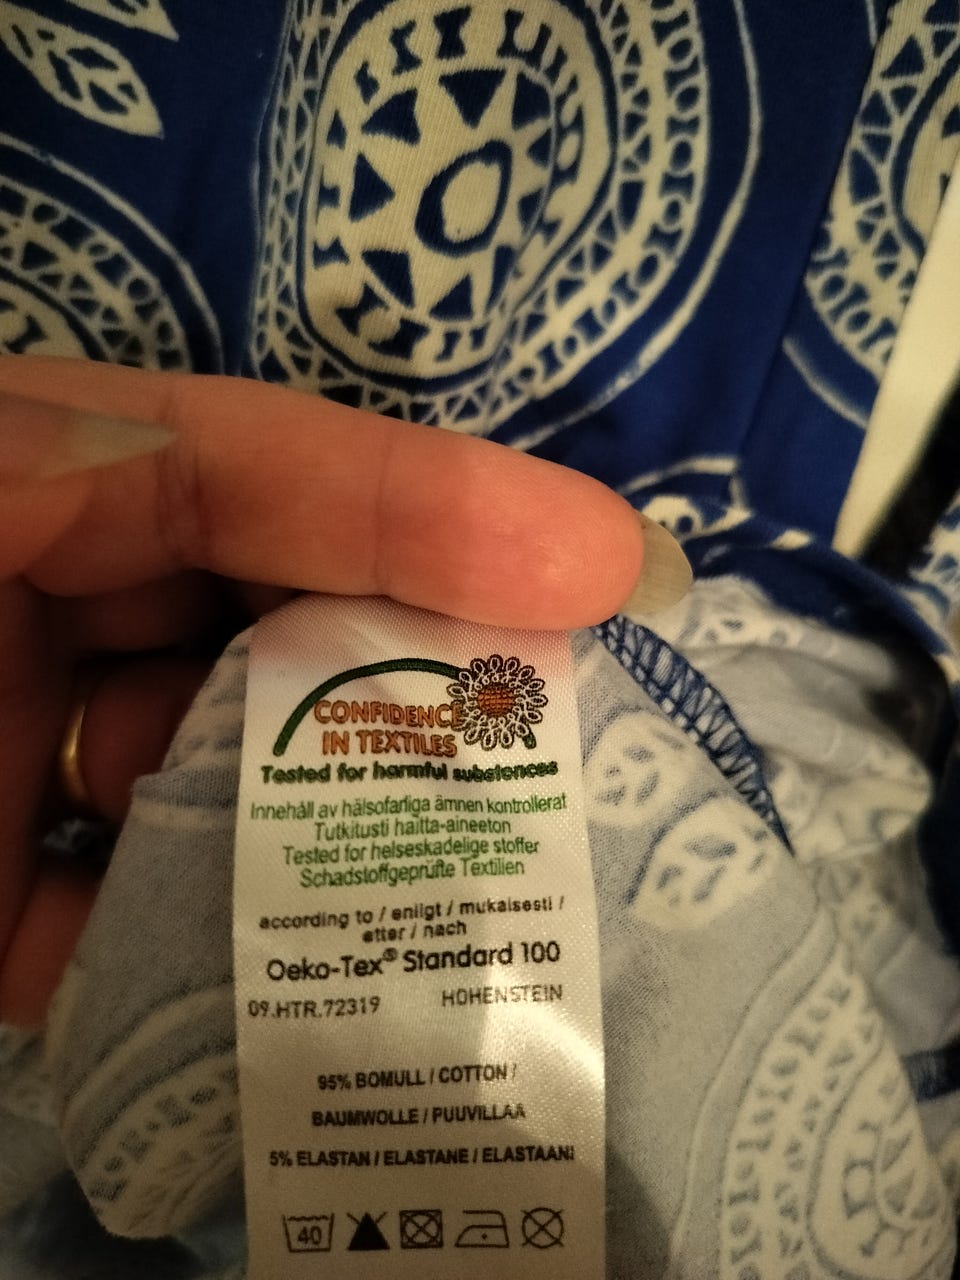 CONFIDENCE
IN TEXTILES
Tested for harmful substances
Innehåll av hälsofarliga ämnen kontrollerat
Tutkitusti haitta-aineeton
Tested for helseskadelige stoffer
Schadstoffgeprüfte Textilien
according to / enligt / mukaisesti /
etter / nach
Oeko-Tex® Standard 100
09.HTR.72319 HOHENSTEIN
95% BOMULL / COTTON /
BAUMWOLLE / PUUVILLAA
5% ELASTAN / ELASTANE / ELASTAANI
40